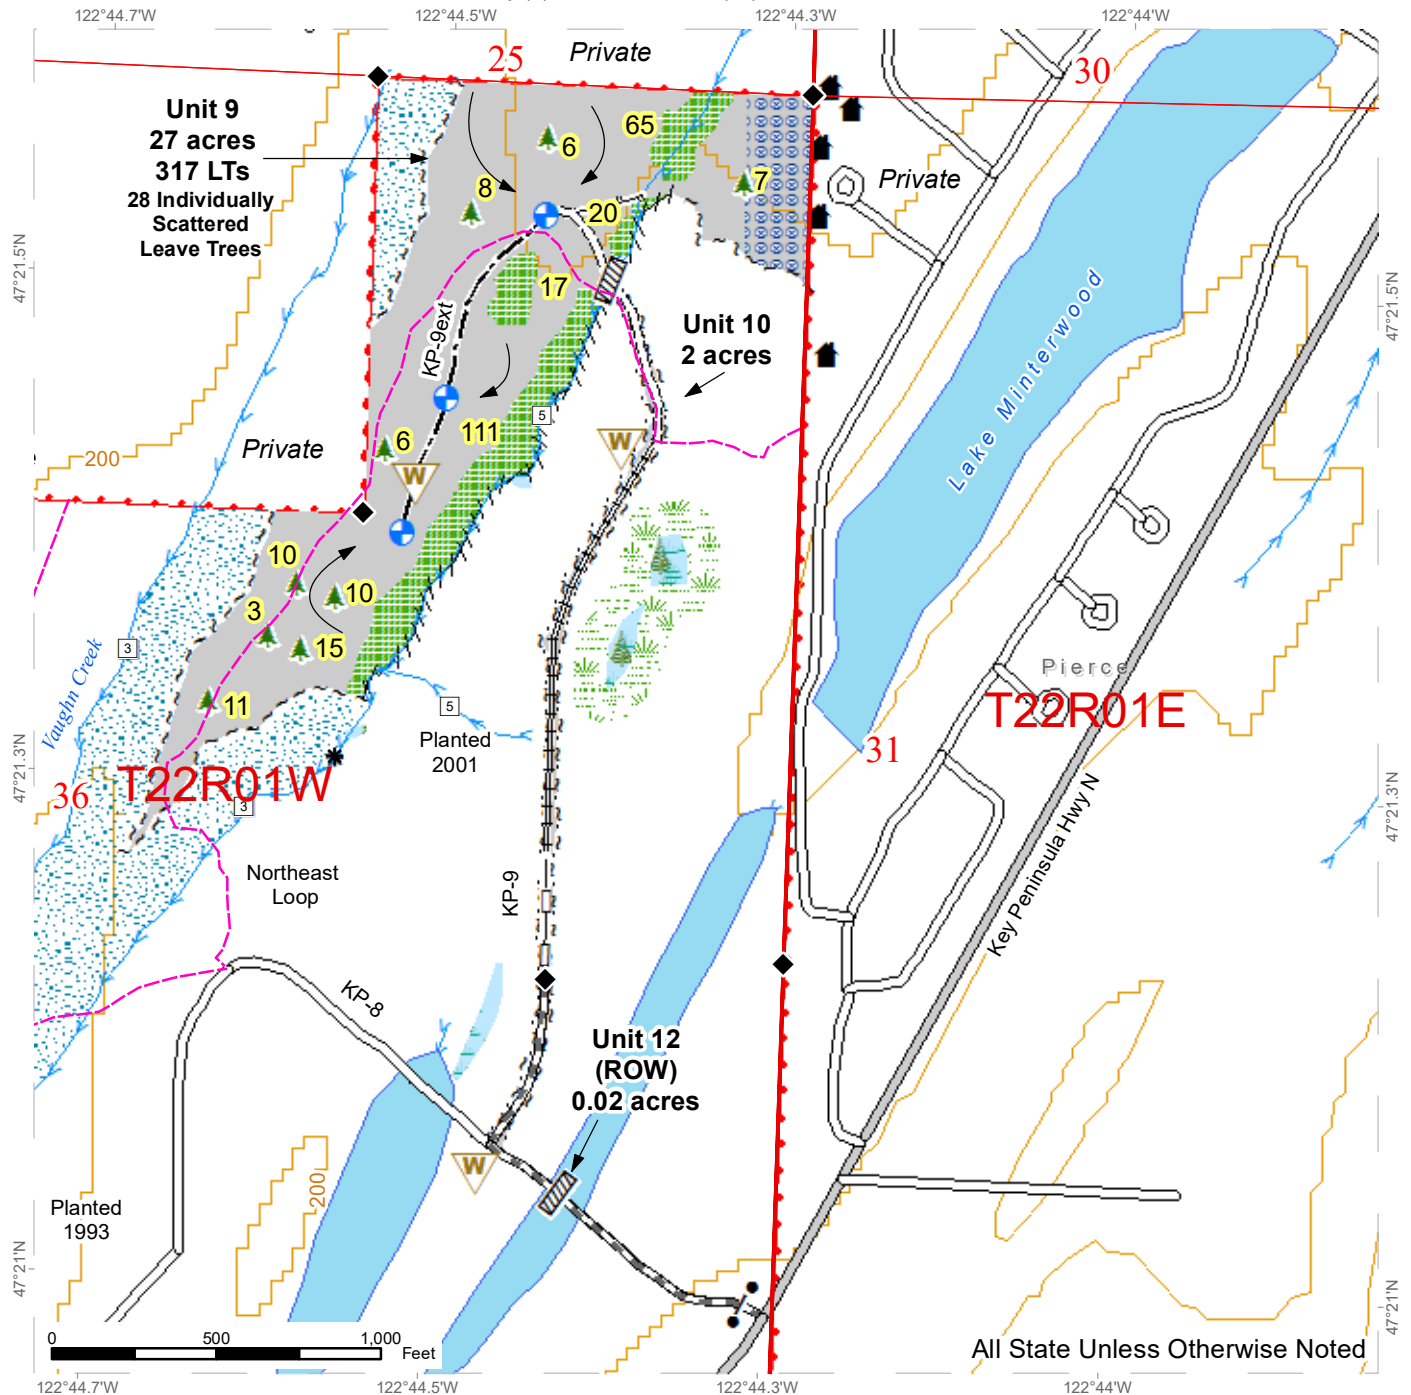 122°44.7'W
122°44.5'W
122°44.3'W
122°44'W
Private
25
30
Unit 9
27 acres
317 LTs
28 Individually
Scattered
Leave Trees
65
6
8
7
20
Private
47°21.5'N
47°21.5'N
17
KP-9ext
Unit 10
2 acres
Lake Minterwood
5
111
6
W
W
Private
200
10
10
3
15
11
3
Vaughn Creek
5
Planted
2001
Pierce
T22R01E
31
47°21.3'N
47°21.3'N
36
T22R01W
3
Northeast
Loop
KP-9
Key Peninsula Hwy N
KP-8
Unit 12
(ROW)
0.02 acres
W
200
Planted
1993
47°21'N
47°21'N
0 500 1,000
Feet
All State Unless Otherwise Noted
122°44.7'W
122°44.5'W
122°44.3'W
122°44'W